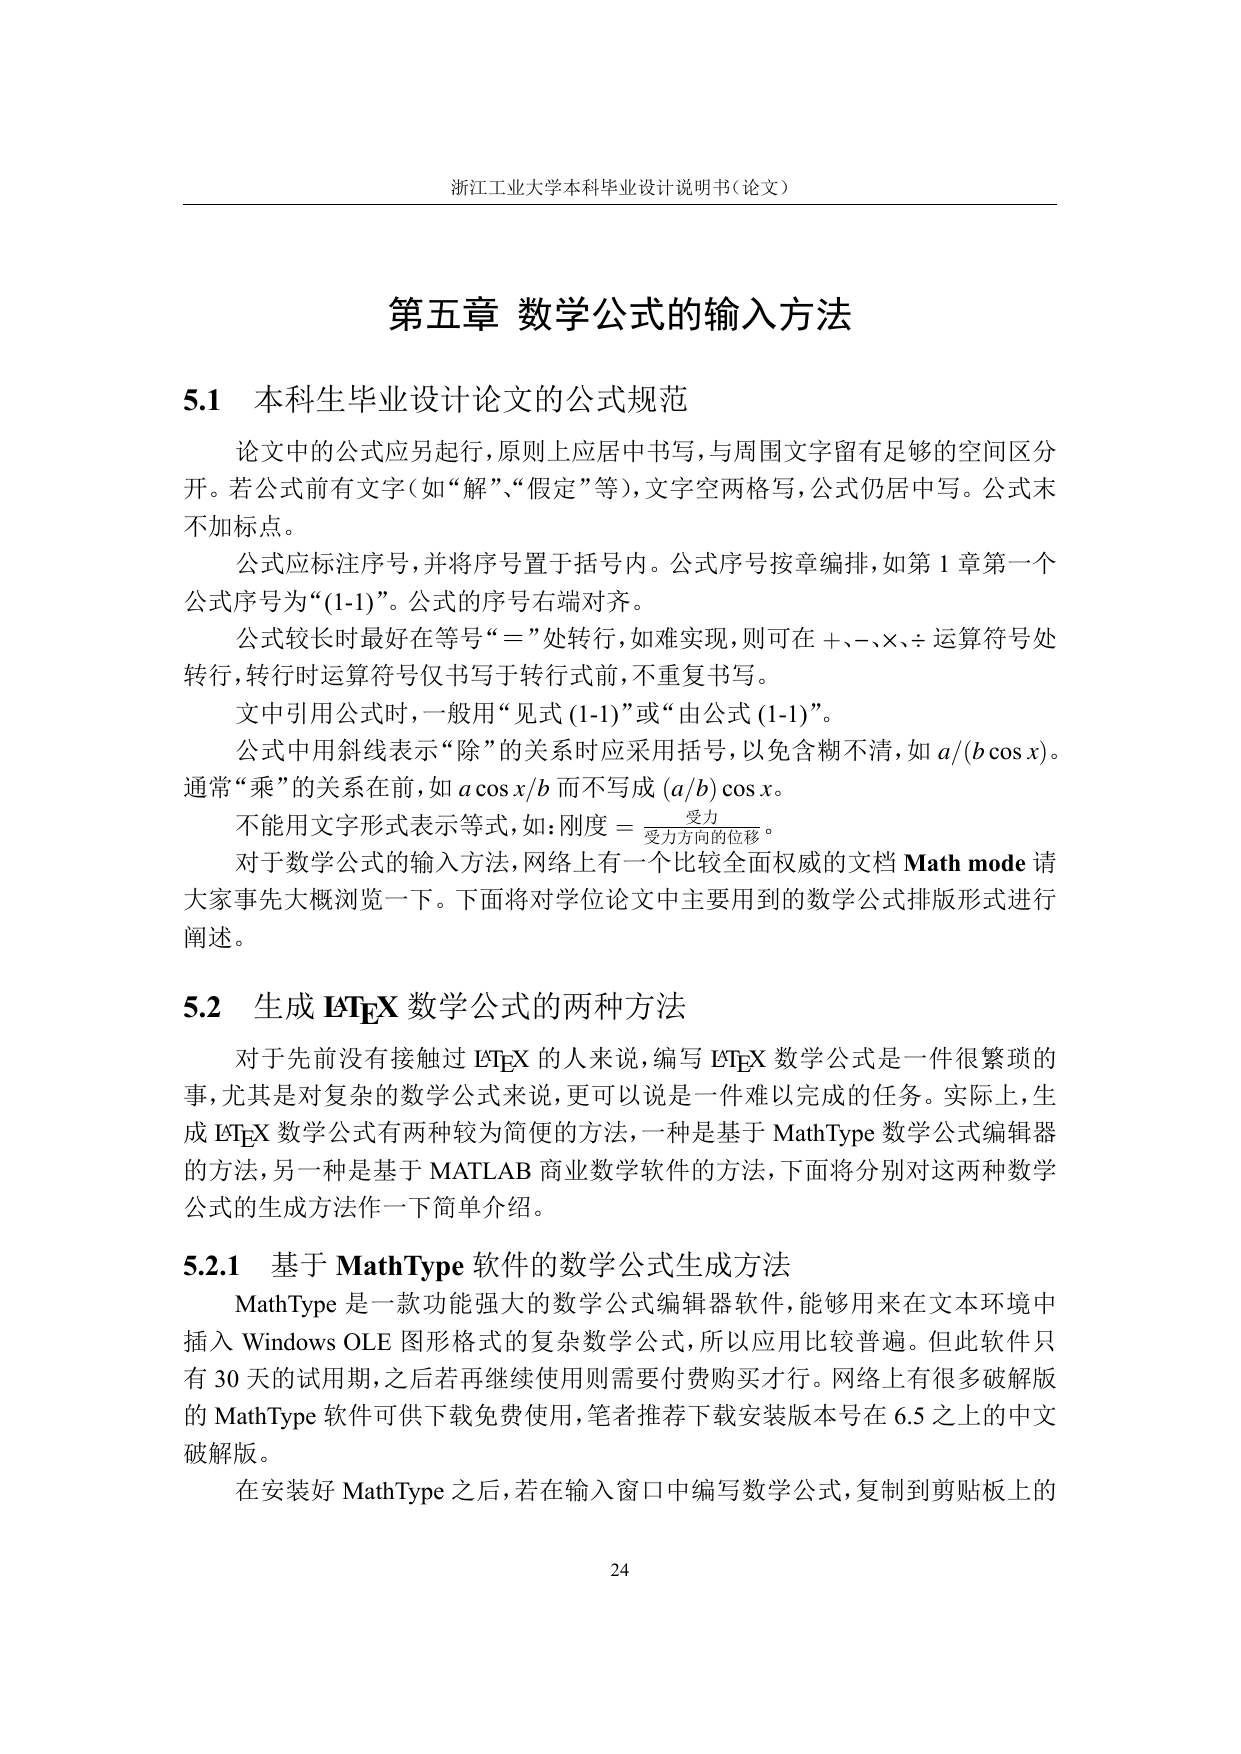 浙江工业大学本科毕业设计说明书（论文）
第五章 数学公式的输入方法
5.1 本科生毕业设计论文的公式规范
论文中的公式应另起行，原则上应居中书写，与周围文字留有足够的空间区分
开。若公式前有文字（如“解”、“假定”等），文字空两格写，公式仍居中写。公式末
不加标点。
公式应标注序号，并将序号置于括号内。公式序号按章编排，如第 1 章第一个
公式序号为“(1-1)”。公式的序号右端对齐。
公式较长时最好在等号“＝”处转行，如难实现，则可在 +、−、×、÷ 运算符号处
转行，转行时运算符号仅书写于转行式前，不重复书写。
文中引用公式时，一般用“见式 (1-1)”或“由公式 (1-1)”。
公式中用斜线表示“除”的关系时应采用括号，以免含糊不清，如 a/(b cos x)。
通常“乘”的关系在前，如 a cos x/b 而不写成 (a/b) cos x。
不能用文字形式表示等式，如：刚度 = 受力/受力方向的位移。
对于数学公式的输入方法，网络上有一个比较全面权威的文档 Math mode 请
大家事先大概浏览一下。下面将对学位论文中主要用到的数学公式排版形式进行
阐述。
5.2 生成 LATEX 数学公式的两种方法
对于先前没有接触过 LATEX 的人来说，编写 LATEX 数学公式是一件很繁琐的
事，尤其是对复杂的数学公式来说，更可以说是一件难以完成的任务。实际上，生
成 LATEX 数学公式有两种较为简便的方法，一种是基于 MathType 数学公式编辑器
的方法，另一种是基于 MATLAB 商业数学软件的方法，下面将分别对这两种数学
公式的生成方法作一下简单介绍。
5.2.1 基于 MathType 软件的数学公式生成方法
MathType 是一款功能强大的数学公式编辑器软件，能够用来在文本环境中
插入 Windows OLE 图形格式的复杂数学公式，所以应用比较普遍。但此软件只
有 30 天的试用期，之后若再继续使用则需要付费购买才行。网络上有很多破解版
的 MathType 软件可供下载免费使用，笔者推荐下载安装版本号在 6.5 之上的中文
破解版。
在安装好 MathType 之后，若在输入窗口中编写数学公式，复制到剪贴板上的
24